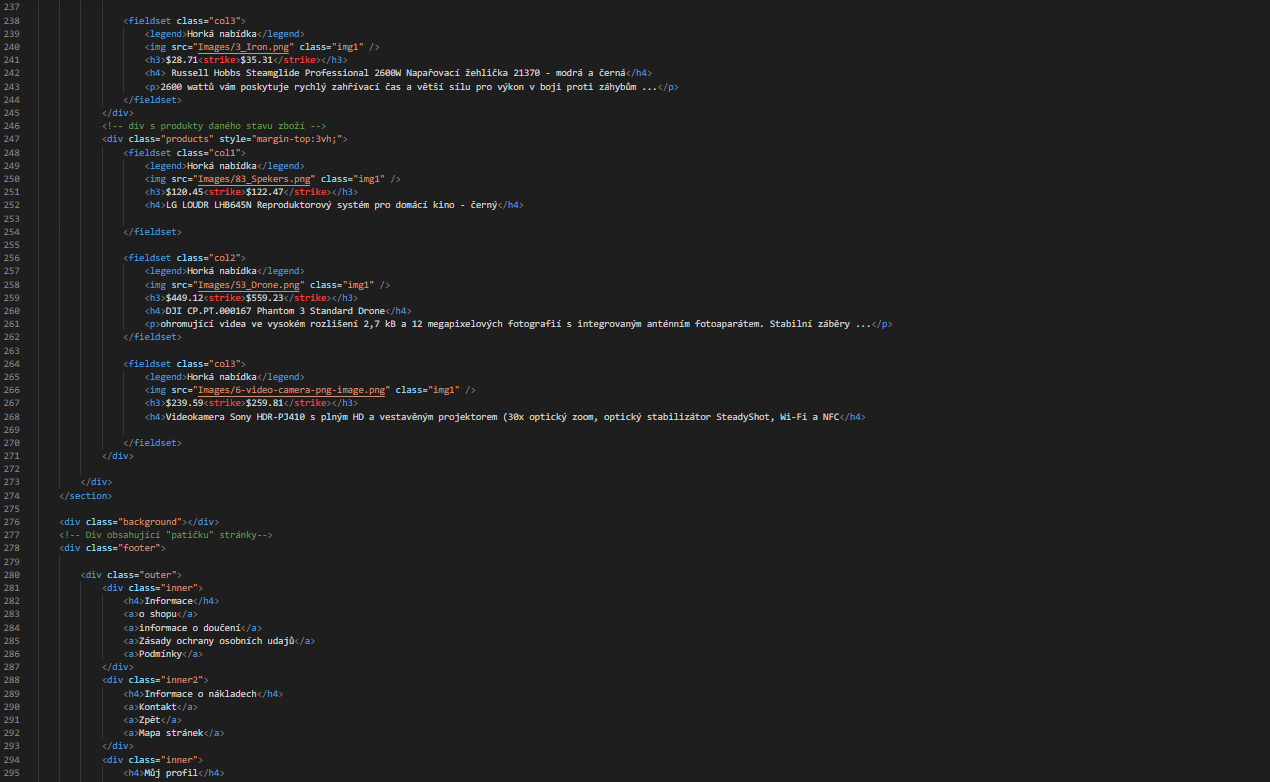 237
238 <fieldset class="col3">
239 <legend>Horká nabídka</legend>
240 <img src="Images/3_Iron.png" class="img1" />
241 <h3>$28.71<strike>$35.31</strike></h3>
242 <h4> Russell Hobbs Steamglide Professional 2600W Napařovací žehlička 21370 - modrá a černá</h4>
243 <p>2600 wattů vám poskytuje rychlý zahřívací čas a větší sílu pro výkon v boji proti záhybům ...</p>
244 </fieldset>
245 </div>
246 <!-- div s produkty daného stavu zboží -->
247 <div class="products" style="margin-top:3vh;">
248 <fieldset class="col1">
249 <legend>Horká nabídka</legend>
250 <img src="Images/83_Spekers.png" class="img1" />
251 <h3>$120.45<strike>$122.47</strike></h3>
252 <h4>LG LOUDR LHB645N Reproduktorový systém pro domácí kino - černý</h4>
253
254 </fieldset>
255
256 <fieldset class="col2">
257 <legend>Horká nabídka</legend>
258 <img src="Images/53_Drone.png" class="img1" />
259 <h3>$449.12<strike>$559.23</strike></h3>
260 <h4>DJI CP.PT.000167 Phantom 3 Standard Drone</h4>
261 <p>ohromující videa ve vysokém rozlišení 2,7 kB a 12 megapixelových fotografií s integrovaným anténním fotoaparátem. Stabilní záběry ...</p>
262 </fieldset>
263
264 <fieldset class="col3">
265 <legend>Horká nabídka</legend>
266 <img src="Images/6-video-camera-png-image.png" class="img1" />
267 <h3>$239.59<strike>$259.81</strike></h3>
268 <h4>Videokamera Sony HDR-PJ410 s plným HD a vestavěným projektorem (30x optický zoom, optický stabilizátor SteadyShot, Wi-Fi a NFC</h4>
269
270 </fieldset>
271 </div>
272
273 </div>
274 </section>
275
276 <div class="background"></div>
277 <!-- Div obsahující "patičku" stránky-->
278 <div class="footer">
279
280 <div class="outer">
281 <div class="inner">
282 <h4>Informace</h4>
283 <a>o shopu</a>
284 <a>informace o doučení</a>
285 <a>Zásady ochrany osobních udajů</a>
286 <a>Podmínky</a>
287 </div>
288 <div class="inner2">
289 <h4>Informace o nákladech</h4>
290 <a>Kontakt</a>
291 <a>Zpět</a>
292 <a>Mapa stránek</a>
293 </div>
294 <div class="inner">
295 <h4>Můj profil</h4>